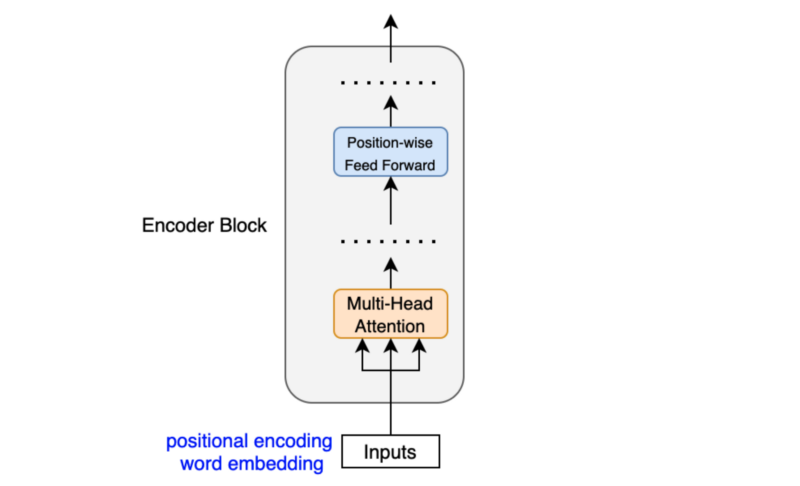 . . . . . . . .
Position-wise
Feed Forward
Encoder Block
. . . . . . . .
Multi-Head
Attention
positional encoding
word embedding
Inputs